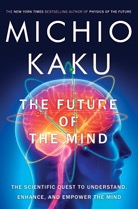 THE NEW YORK TIMES BESTSELLING AUTHOR OF PHYSICS OF THE FUTURE
MICHIO
KAKU
THE FUTURE
OF
THE MIND
THE SCIENTIFIC QUEST TO UNDERSTAND,
ENHANCE, AND EMPOWER THE MIND